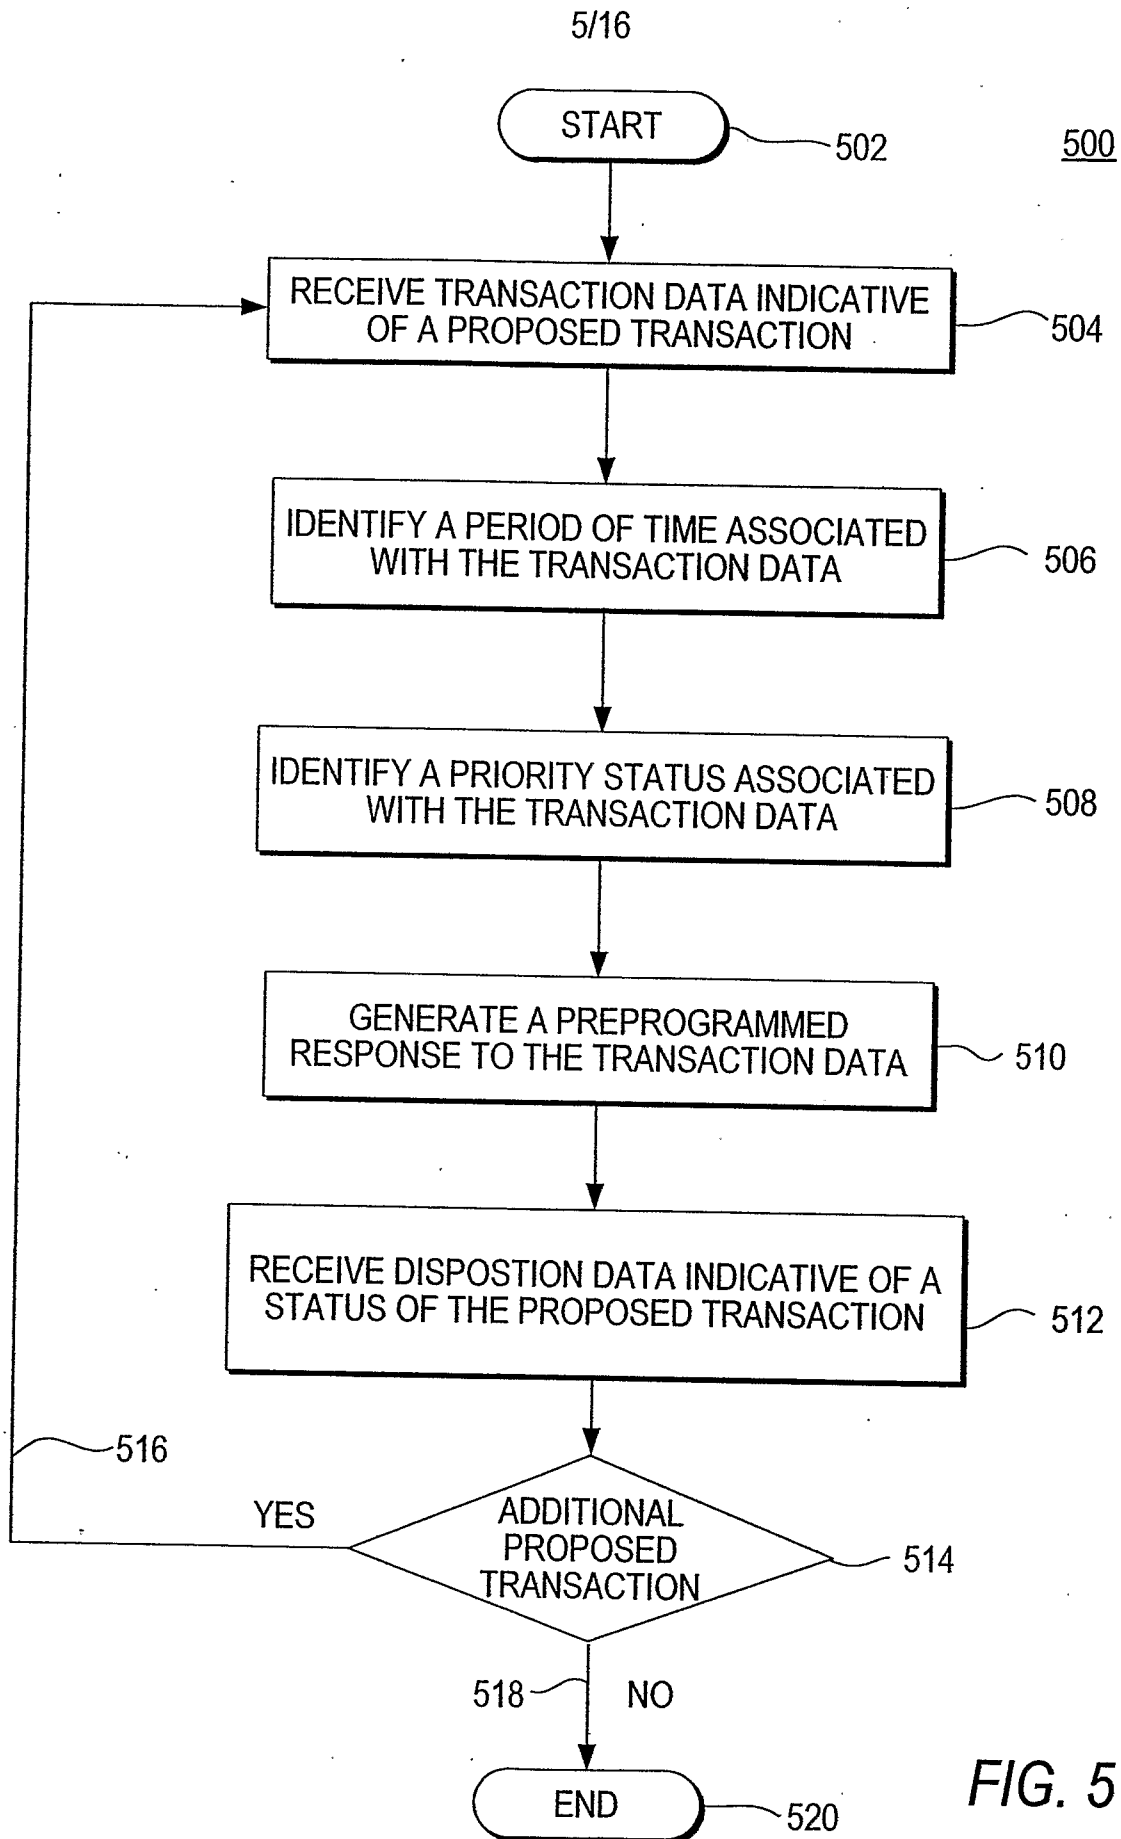 5/16
START
502
500
RECEIVE TRANSACTION DATA INDICATIVE
OF A PROPOSED TRANSACTION
504
IDENTIFY A PERIOD OF TIME ASSOCIATED
WITH THE TRANSACTION DATA
506
IDENTIFY A PRIORITY STATUS ASSOCIATED
WITH THE TRANSACTION DATA
508
GENERATE A PREPROGRAMMED
RESPONSE TO THE TRANSACTION DATA
510
RECEIVE DISPOSTION DATA INDICATIVE OF A
STATUS OF THE PROPOSED TRANSACTION
512
516
YES
ADDITIONAL
PROPOSED
TRANSACTION
514
518
NO
END
520
FIG. 5